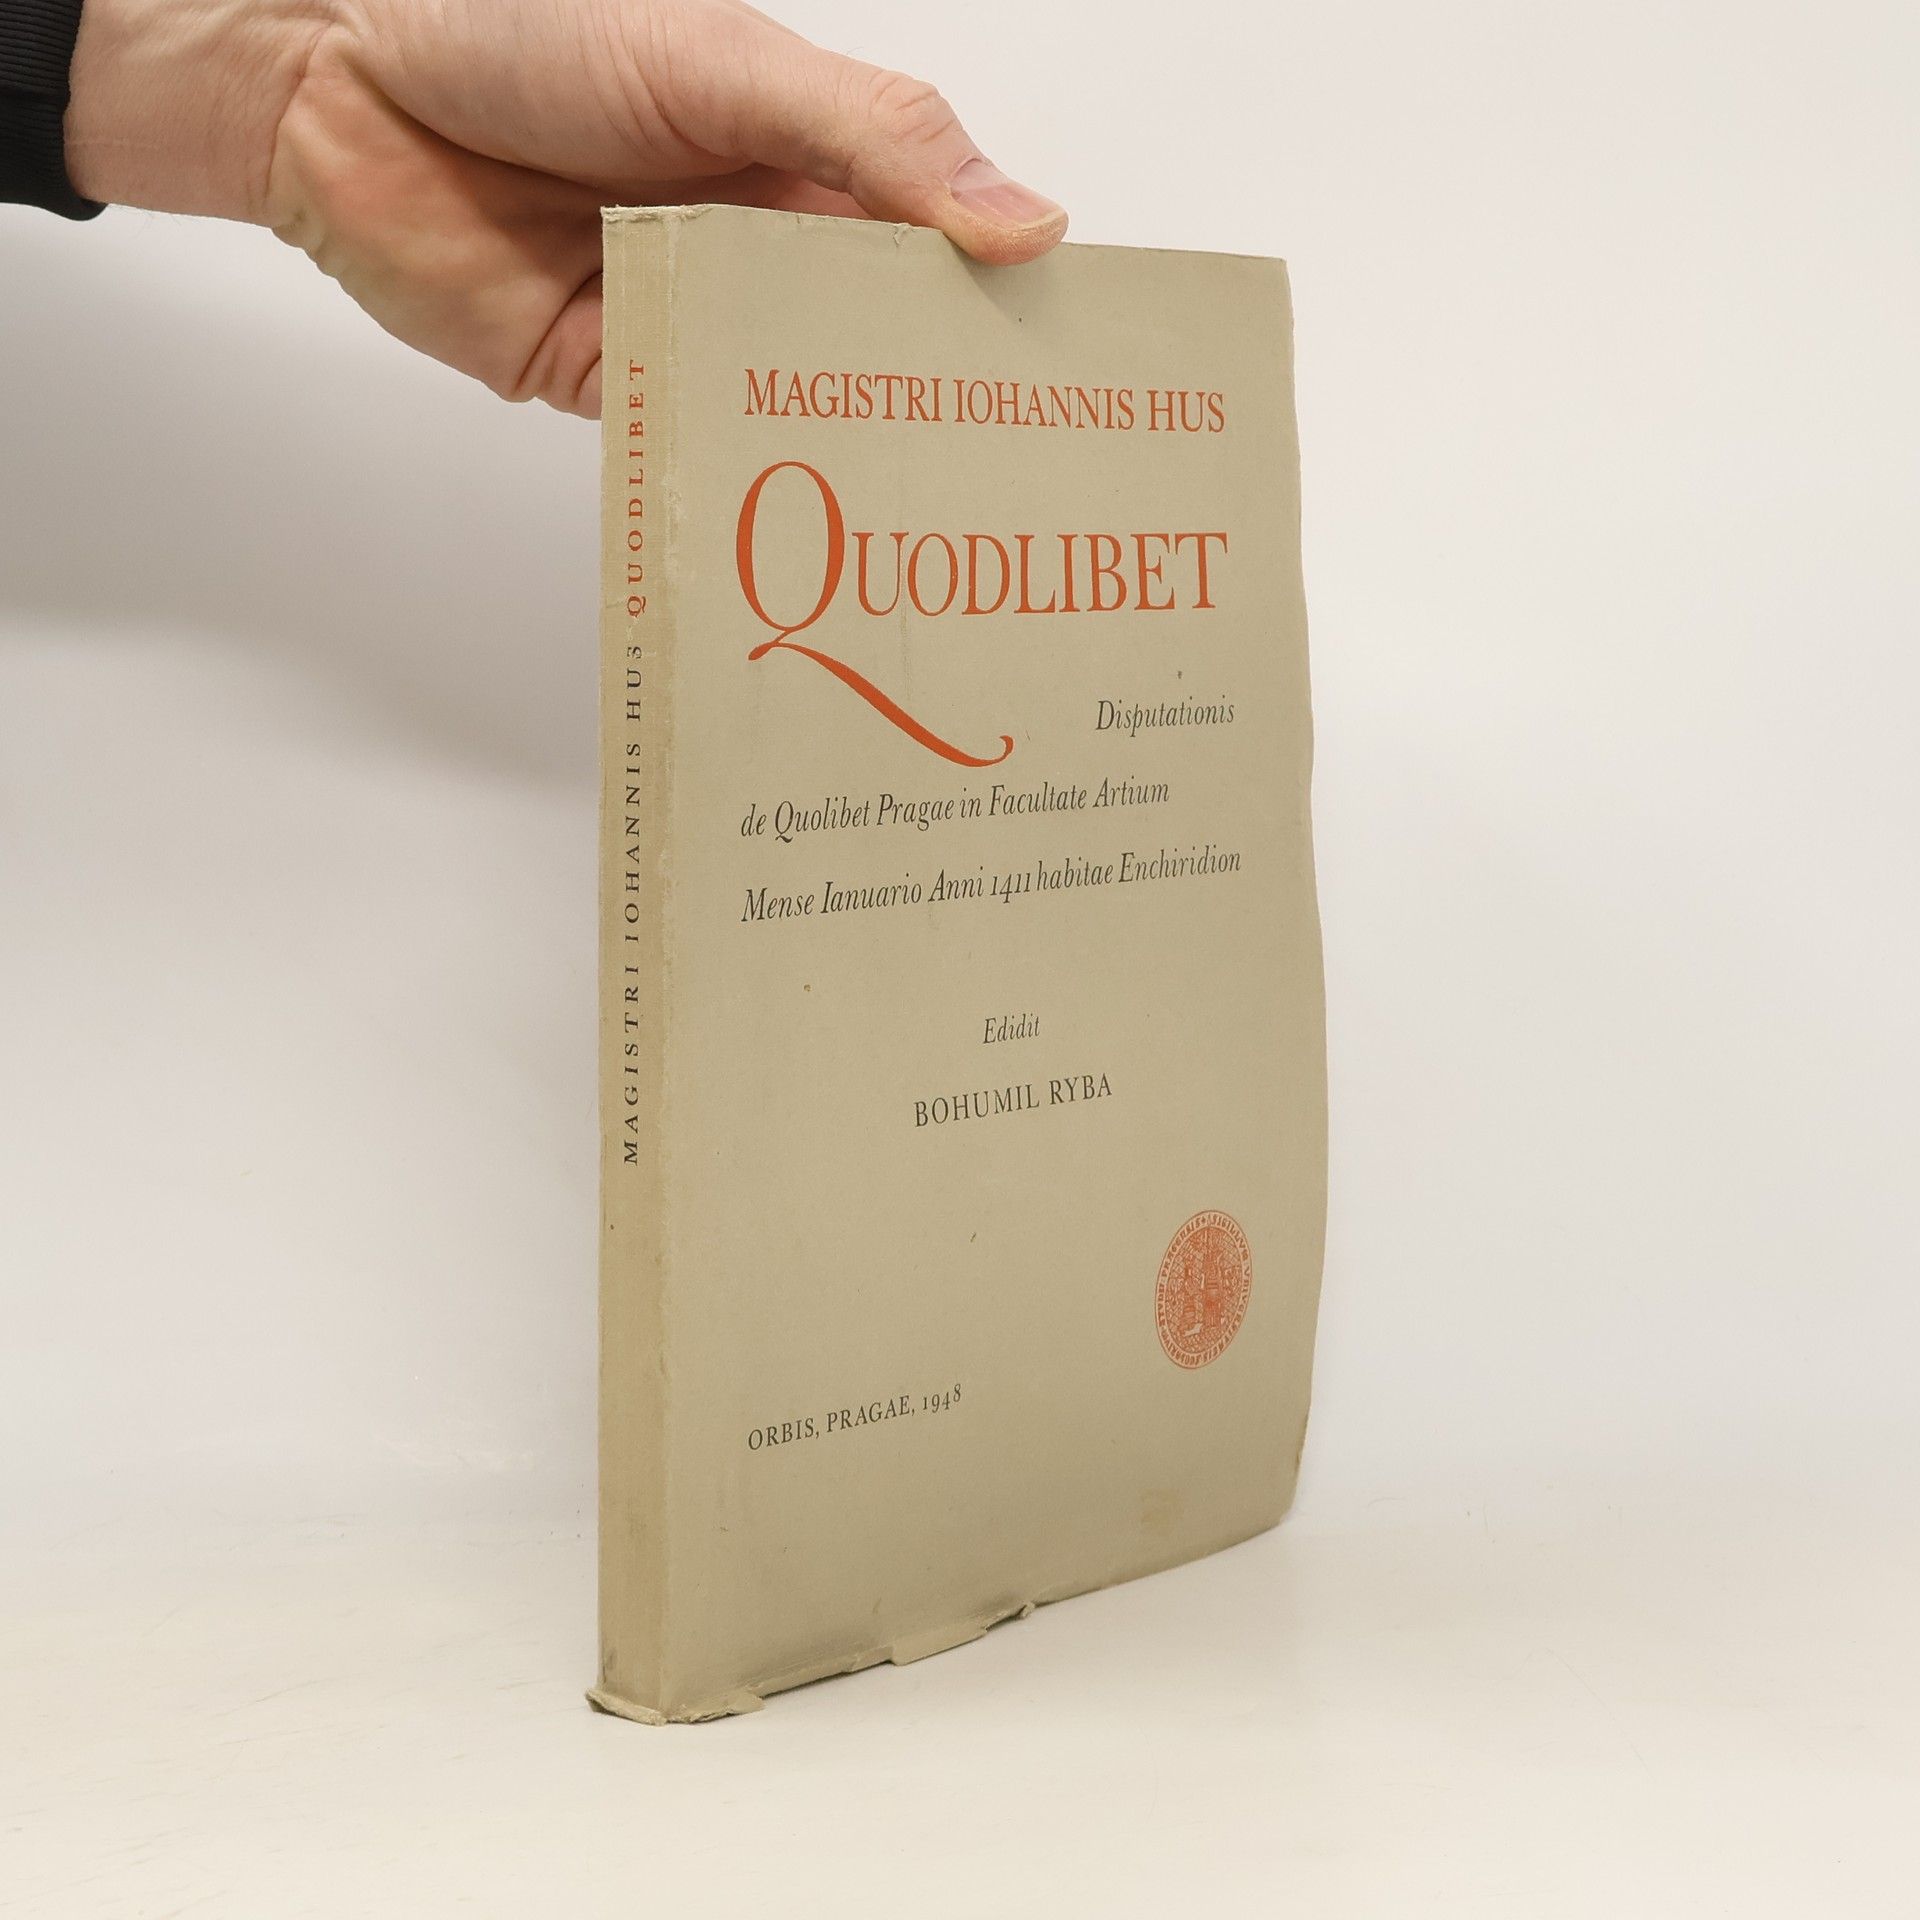 MAGISTRI IOHANNIS HUS QUODLIBET
MAGISTRI IOHANNIS HUS
QUODLIBET
Disputationis
de Quolibet Pragae in Facultate Artium
Mense Ianuario Anni 1411 habitae Enchiridion
Edidit
BOHUMIL RYBA
ORBIS, PRAGAE, 1948